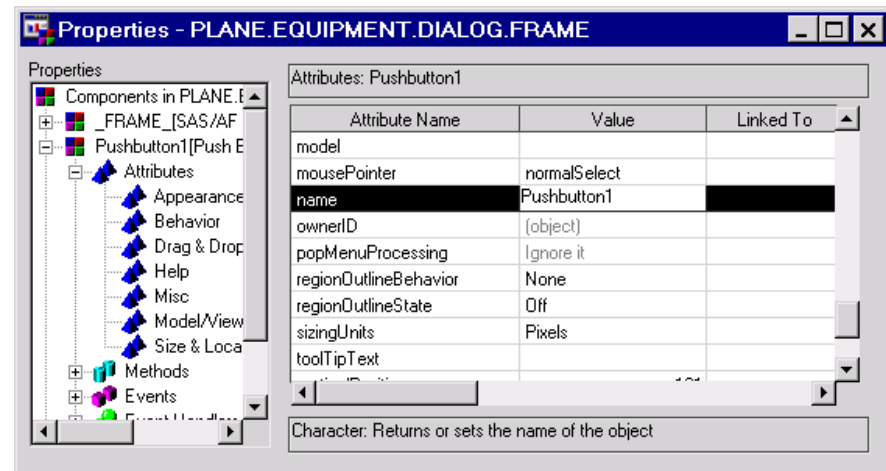 Properties - PLANE.EQUIPMENT.DIALOG.FRAME
Properties
Components in PLANE.E
_FRAME_[SAS/AF
Pushbutton1[Push B
Attributes
Appearance
Behavior
Drag & Drop
Help
Misc
Model/View
Size & Loca
Methods
Events
Event Handlers
Attributes: Pushbutton1
Attribute Name Value Linked To
model
mousePointer normalSelect
name Pushbutton1
ownerID (object)
popMenuProcessing Ignore it
regionOutlineBehavior None
regionOutlineState Off
sizingUnits Pixels
toolTipText
Character: Returns or sets the name of the object